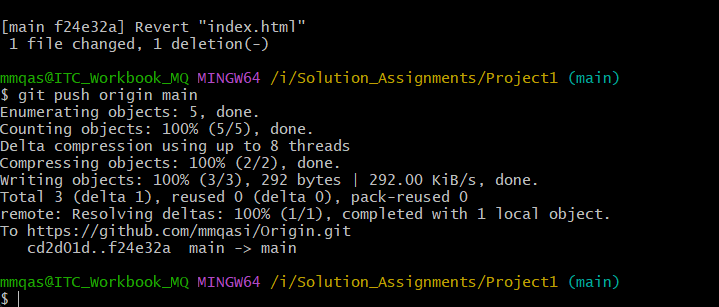 [main f24e32a] Revert "index.html"
 1 file changed, 1 deletion(-)
mmqas@ITC_Workbook_MQ MINGW64 /i/Solution_Assignments/Project1 (main)
$ git push origin main
Enumerating objects: 5, done.
Counting objects: 100% (5/5), done.
Delta compression using up to 8 threads
Compressing objects: 100% (2/2), done.
Writing objects: 100% (3/3), 292 bytes | 292.00 KiB/s, done.
Total 3 (delta 1), reused 0 (delta 0), pack-reused 0
remote: Resolving deltas: 100% (1/1), completed with 1 local object.
To https://github.com/mmqasi/Origin.git
   cd2d01d..f24e32a  main -> main
mmqas@ITC_Workbook_MQ MINGW64 /i/Solution_Assignments/Project1 (main)
$